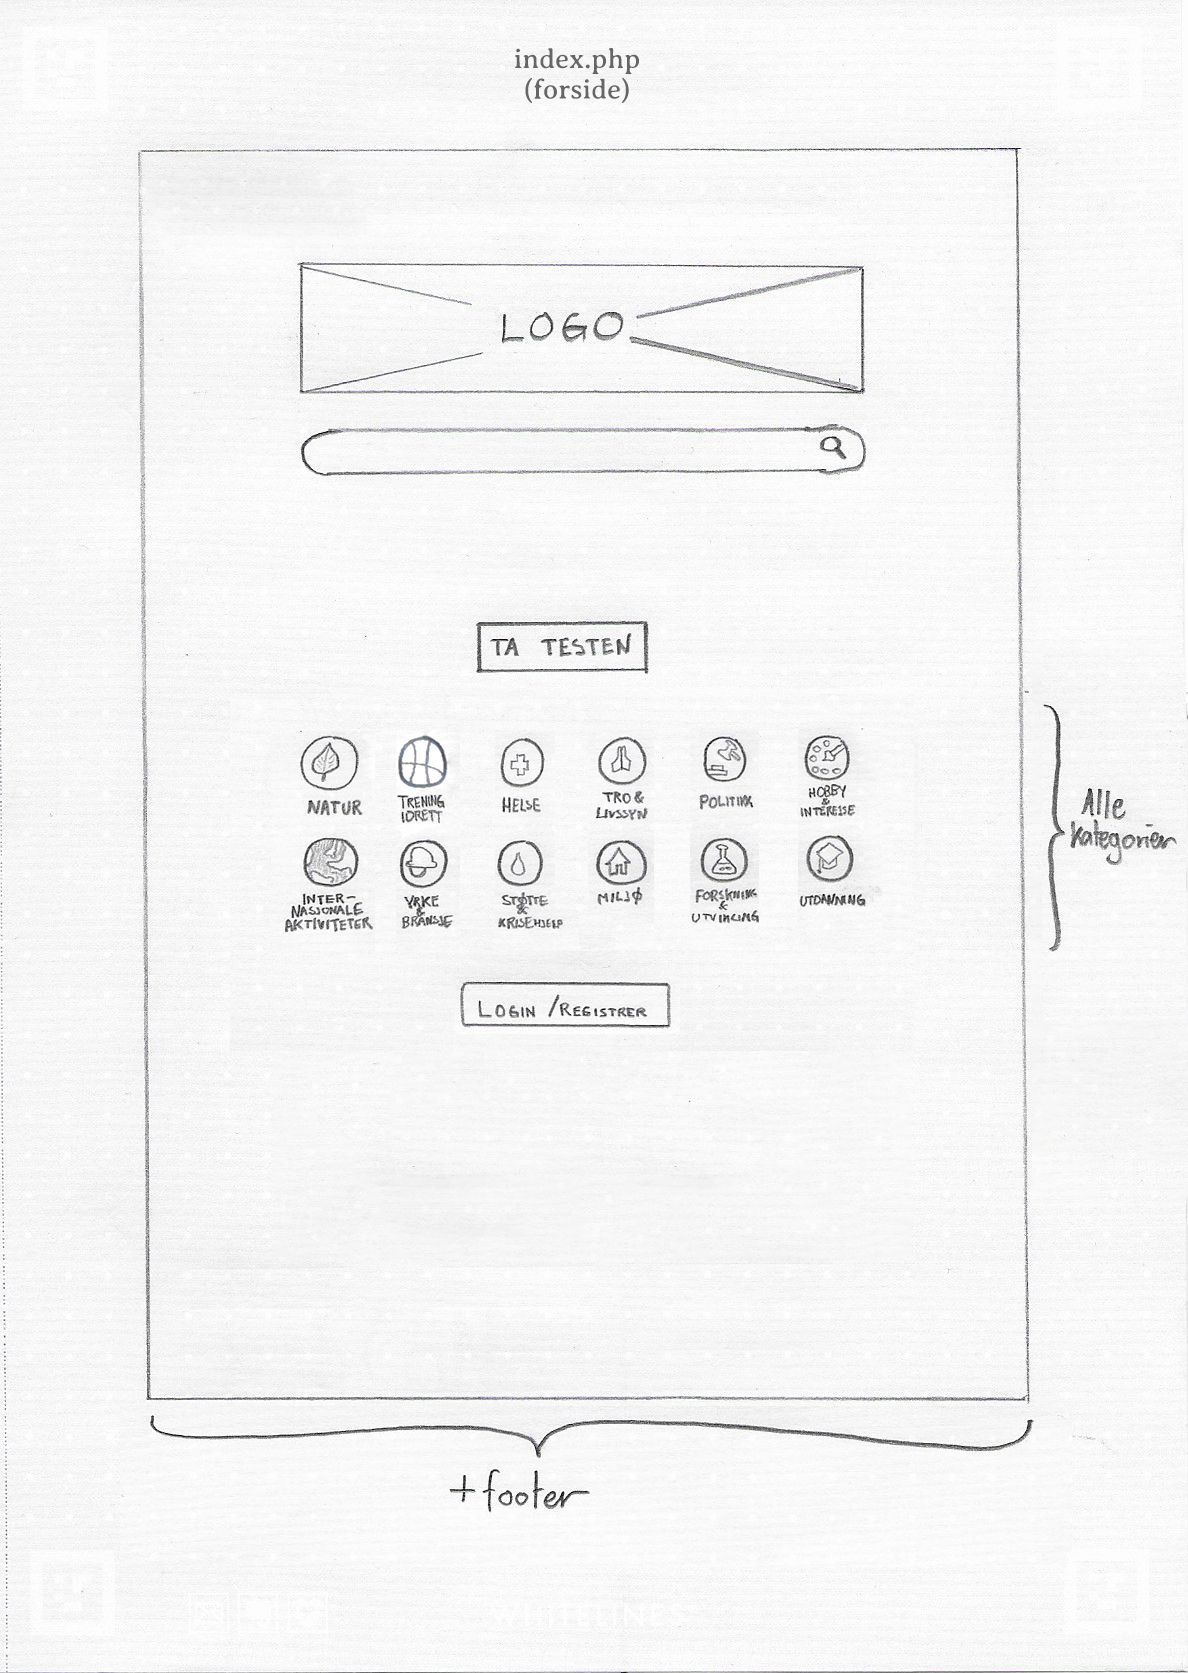 index.php
(forside)
LOGO
TA TESTEN
NATUR
TRENING
IDRETT
HELSE
TRO &
LIVSSYN
POLITIKK
HOBBY
&
INTERESSE
INTER-
NASJONALE
AKTIVITETER
YRKE
&
BRANSJE
STØTTE
&
KRISEHJELP
MILJØ
FORSKNING
&
UTVIKLING
UTDANNING
Alle
kategorier
LOGIN / REGISTRER
+ footer
WHITELINES